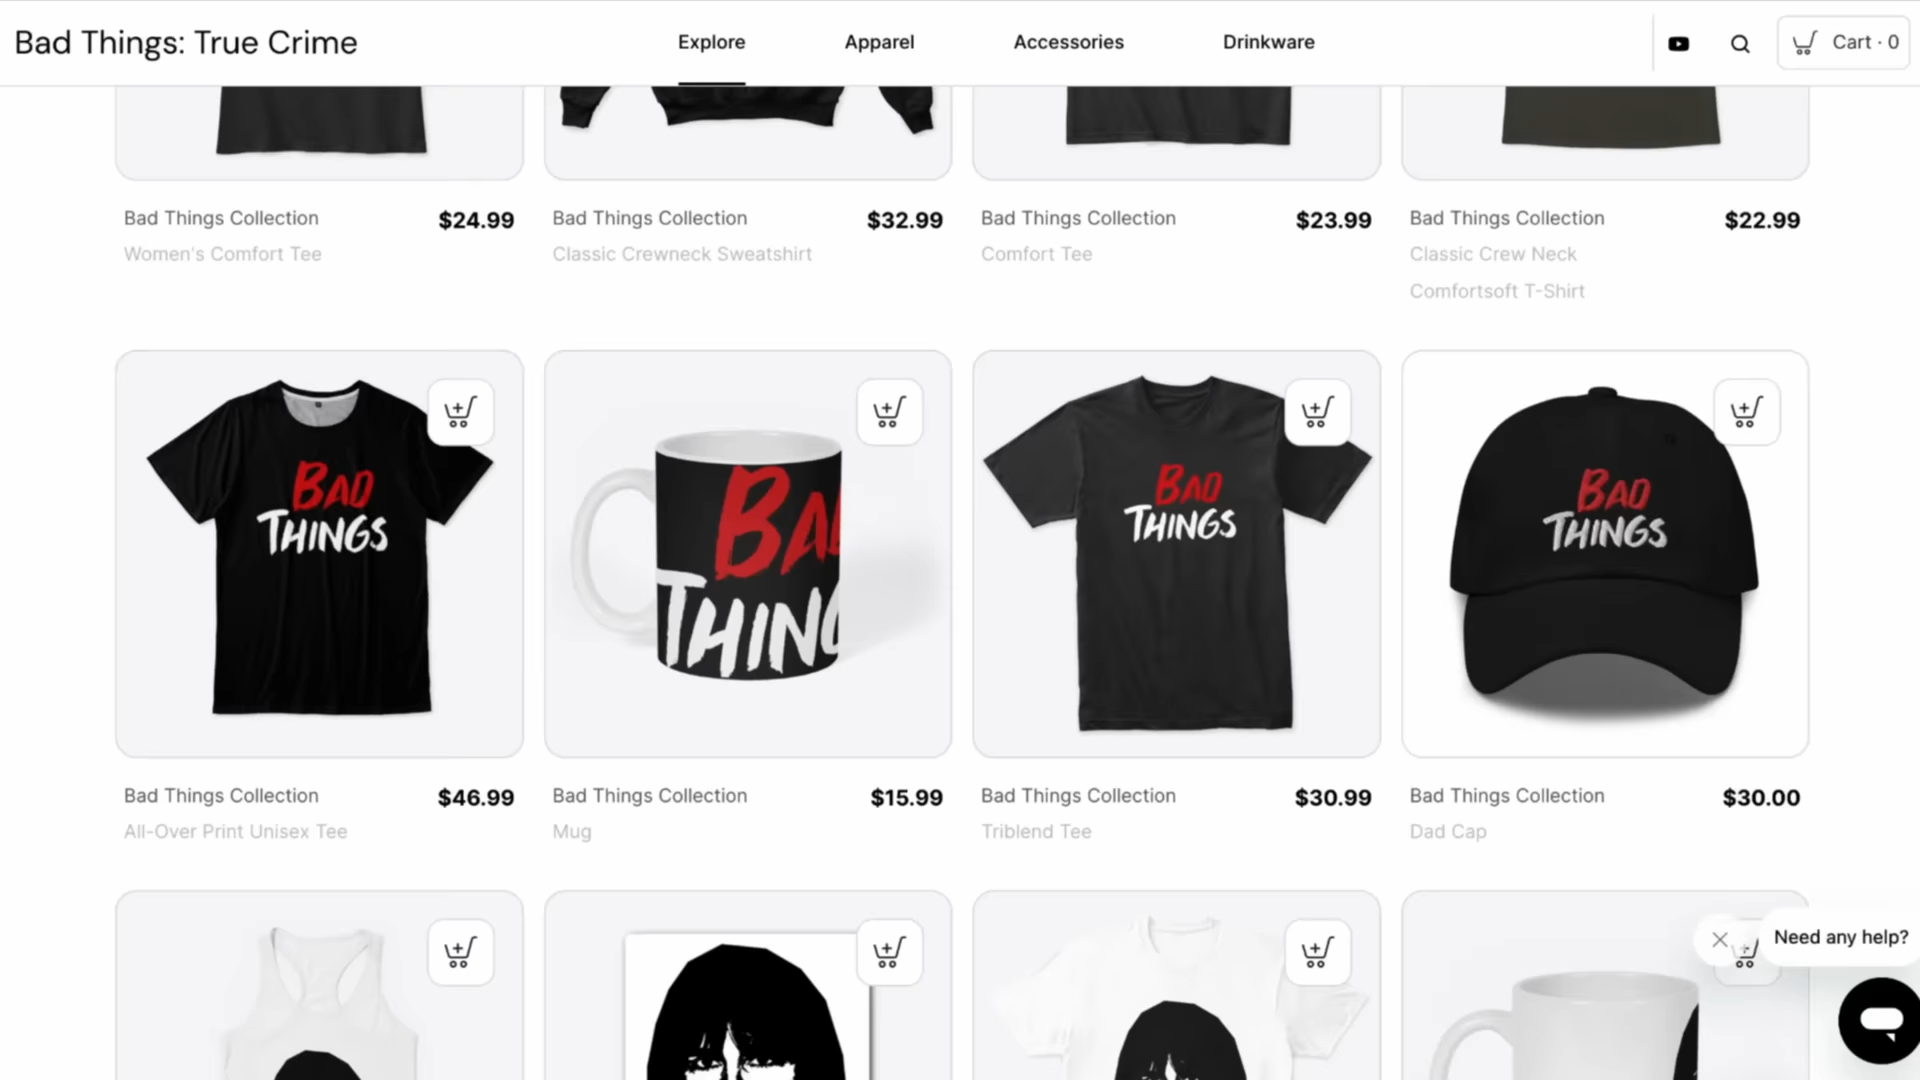 Bad Things: True Crime
Explore
Apparel
Accessories
Drinkware
Cart · 0
Bad Things Collection
$24.99
Women's Comfort Tee
Bad Things Collection
$32.99
Classic Crewneck Sweatshirt
Bad Things Collection
$23.99
Comfort Tee
Bad Things Collection
$22.99
Classic Crew Neck
Comfortsoft T-Shirt
BAD
THINGS
BAD
THING
BAD
THINGS
BAD
THINGS
Bad Things Collection
$46.99
All-Over Print Unisex Tee
Bad Things Collection
$15.99
Mug
Bad Things Collection
$30.99
Triblend Tee
Bad Things Collection
$30.00
Dad Cap
Need any help?